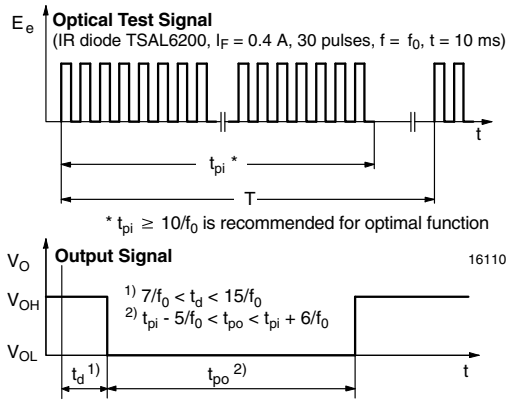 E_e
Optical Test Signal
(IR diode TSAL6200, I_F = 0.4 A, 30 pulses, f = f_0, t = 10 ms)
t
t_pi *
T
* t_pi ≥ 10/f_0 is recommended for optimal function
V_O
Output Signal
16110
V_OH
1) 7/f_0 < t_d < 15/f_0
2) t_pi - 5/f_0 < t_po < t_pi + 6/f_0
V_OL
t_d 1)
t_po 2)
t